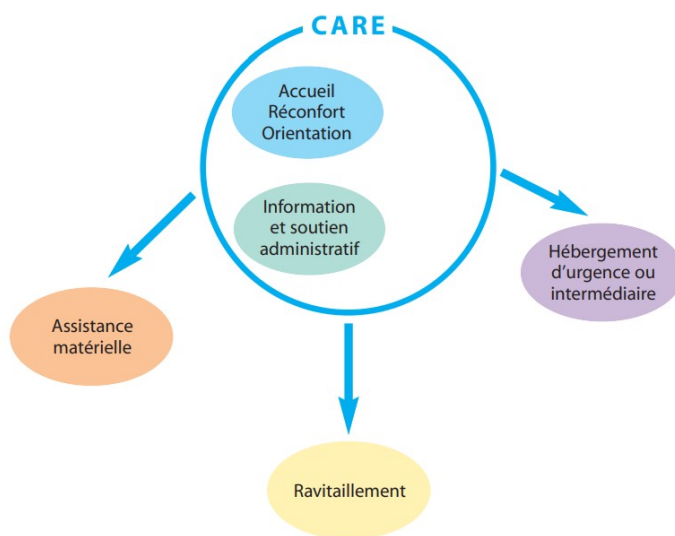 CARE
Accueil
Réconfort
Orientation
Information
et soutien
administratif
Hébergement
d’urgence ou
intermédiaire
Assistance
matérielle
Ravitaillement